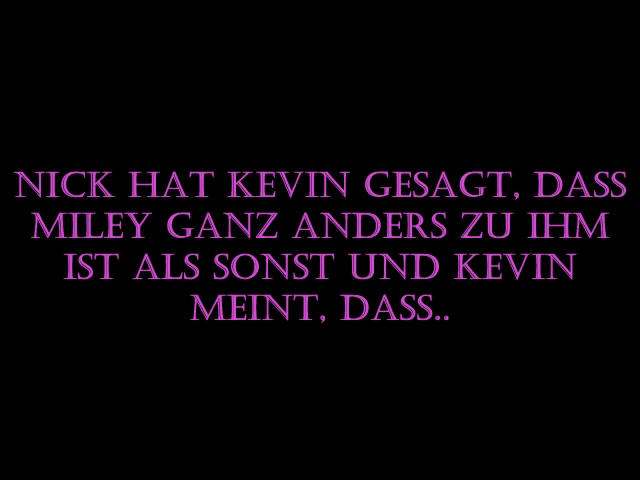 NICK HAT KEVIN GESAGT, DASS
MILEY GANZ ANDERS ZU IHM
IST ALS SONST UND KEVIN
MEINT, DASS..